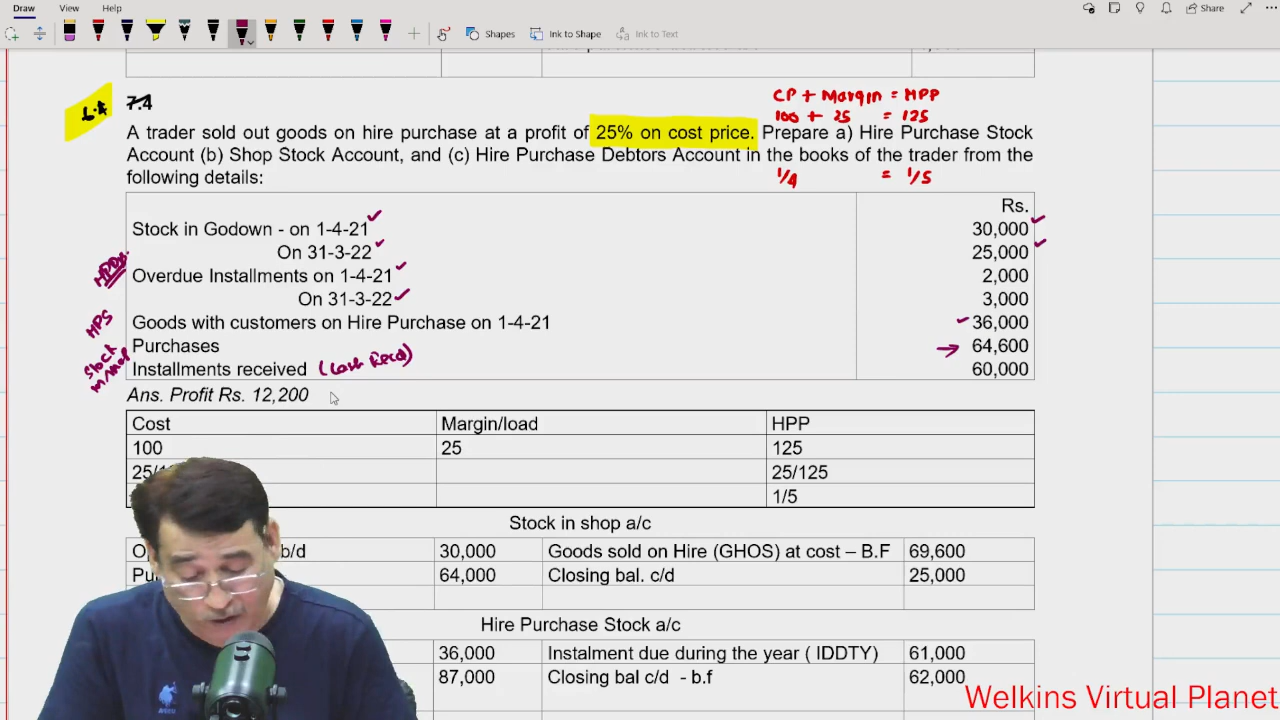 Draw View Help Share
Shapes Ink to Shape Ink to Text
6.4 7.4
CP + Margin = HPP
100 + 25 = 125
A trader sold out goods on hire purchase at a profit of 25% on cost price. Prepare a) Hire Purchase Stock
Account (b) Shop Stock Account, and (c) Hire Purchase Debtors Account in the books of the trader from the
following details:
1/4 = 1/5
Rs.
Stock in Godown - on 1-4-21 30,000
On 31-3-22 25,000
Overdue Installments on 1-4-21 2,000
On 31-3-22 3,000
HPS Goods with customers on Hire Purchase on 1-4-21 36,000
Purchases 64,600
Installments received (Cash Recd) 60,000
Ans. Profit Rs. 12,200
Cost Margin/load HPP
100 25 125
25/125
1/5
Stock in shop a/c
b/d 30,000 Goods sold on Hire (GHOS) at cost – B.F 69,600
64,000 Closing bal. c/d 25,000
Hire Purchase Stock a/c
36,000 Instalment due during the year ( IDDTY) 61,000
87,000 Closing bal c/d - b.f 62,000
Welkins Virtual Planet